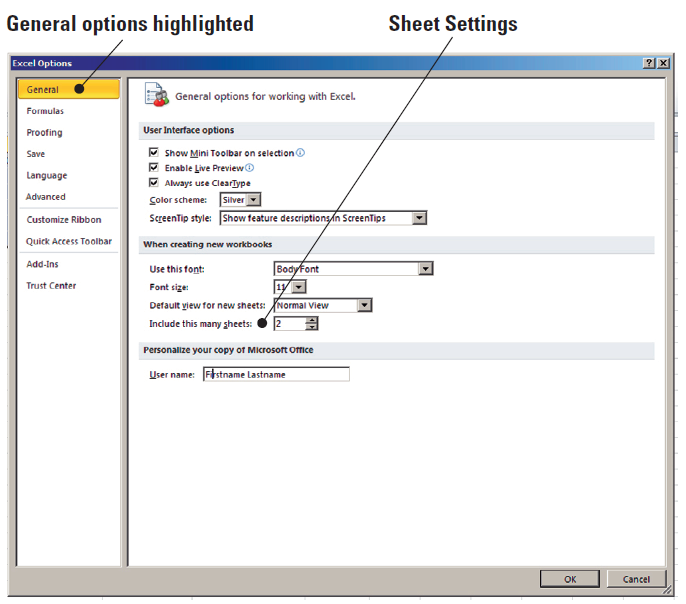 General options highlighted
Sheet Settings
Excel Options
General
Formulas
Proofing
Save
Language
Advanced
Customize Ribbon
Quick Access Toolbar
Add-Ins
Trust Center
General options for working with Excel.
User Interface options
Show Mini Toolbar on selection
Enable Live Preview
Always use ClearType
Color scheme: Silver
ScreenTip style: Show feature descriptions in ScreenTips
When creating new workbooks
Use this font: Body Font
Font size: 11
Default view for new sheets: Normal View
Include this many sheets: 2
Personalize your copy of Microsoft Office
User name: Firstname Lastname
OK Cancel